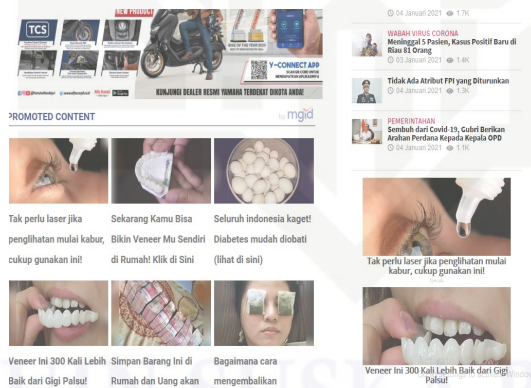 NEW PRODUCT
TCS
Y-CONNECT APP
KUNJUNGI DEALER RESMI YAMAHA TERDEKAT DIKOTA ANDA!
PROMOTED CONTENT
by mgid
Tak perlu laser jika
penglihatan mulai kabur,
cukup gunakan ini!
Sekarang Kamu Bisa
Bikin Veneer Mu Sendiri
di Rumah! Klik di Sini
Seluruh indonesia kaget!
Diabetes mudah diobati
(lihat di sini)
Veneer Ini 300 Kali Lebih
Baik dari Gigi Palsu!
Simpan Barang Ini di
Rumah dan Uang akan
Bagaimana cara
mengembalikan
04 Januari 2021 1.7K
WABAH VIRUS CORONA
Meninggal 5 Pasien, Kasus Positif Baru di
Riau 81 Orang
03 Januari 2021 1.4K
Tidak Ada Atribut FPI yang Diturunkan
04 Januari 2021 1.3K
PEMERINTAHAN
Sembuh dari Covid-19, Gubri Berikan
Arahan Perdana Kepada Kepala OPD
04 Januari 2021 1.1K
Tak perlu laser jika penglihatan mulai
kabur, cukup gunakan ini!
Veneer Ini 300 Kali Lebih Baik dari Gigi
Palsu!